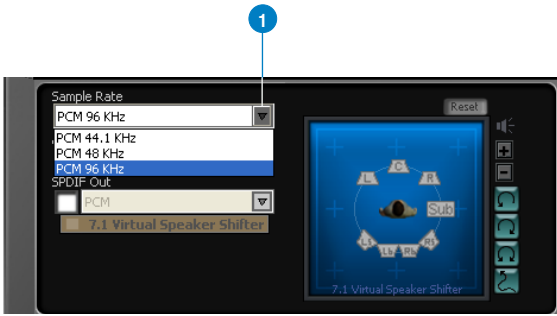 1
Sample Rate
PCM 96 KHz
PCM 44.1 KHz
PCM 48 KHz
PCM 96 KHz
SPDIF Out
PCM
7.1 Virtual Speaker Shifter
Reset
C
L
R
Sub
Ls
Rs
Lb
Rb
7.1 Virtual Speaker Shifter